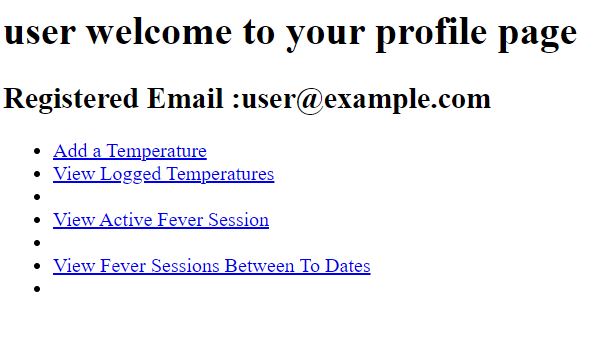 user welcome to your profile page
Registered Email :user@example.com
Add a Temperature
View Logged Temperatures
View Active Fever Session
View Fever Sessions Between To Dates